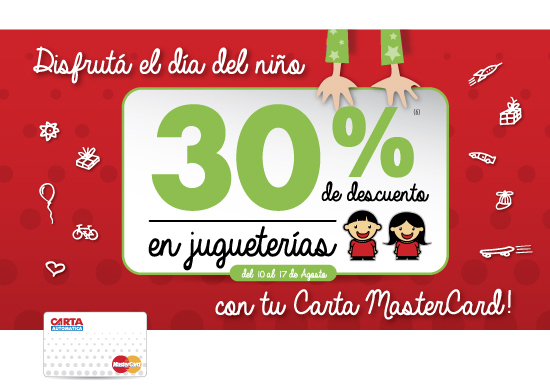 Disfrutá el día del niño
30%
(6)
de descuento
en jugueterías
del 10 al 17 de Agosto
con tu Carta MasterCard!
CARTA
AUTOMATICA
MasterCard